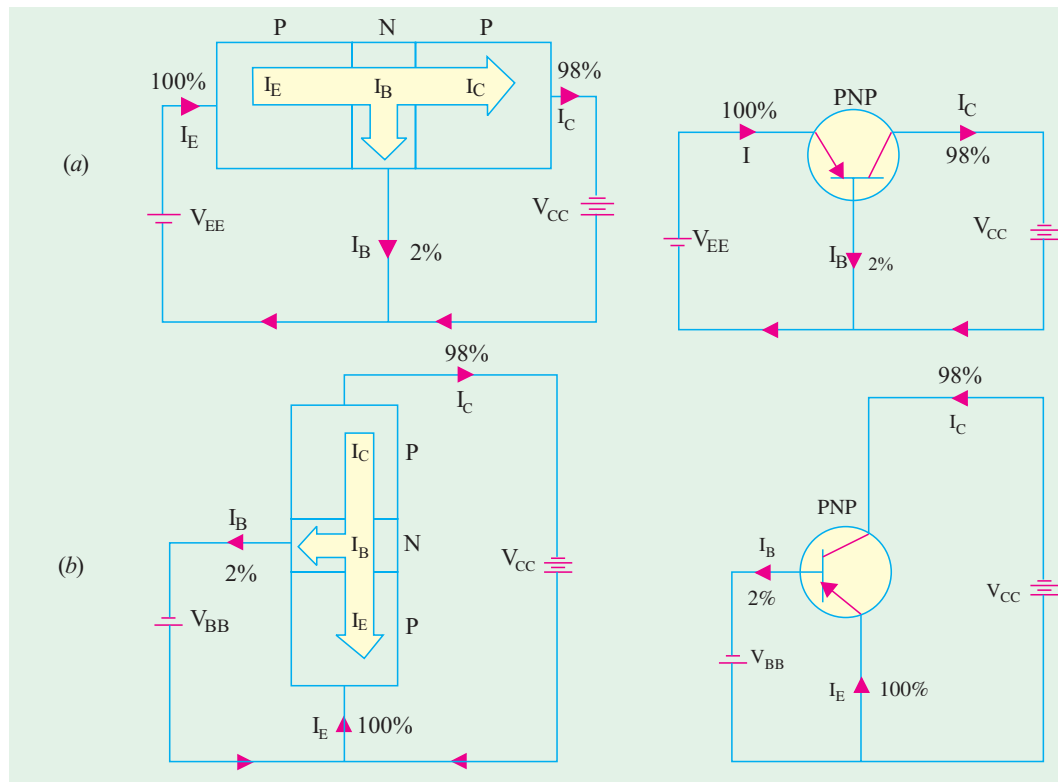 P N P
100% I_E I_B I_C 98%
I_E I_C
(a)
V_EE V_CC
I_B 2%
PNP
100% I_C
I 98%
V_EE V_CC
I_B 2%
98%
I_C
I_C P
I_B
2% I_B N
(b)
V_BB V_CC
I_E P
I_E 100%
98%
I_C
PNP
I_B
2%
V_CC
V_BB
I_E 100%